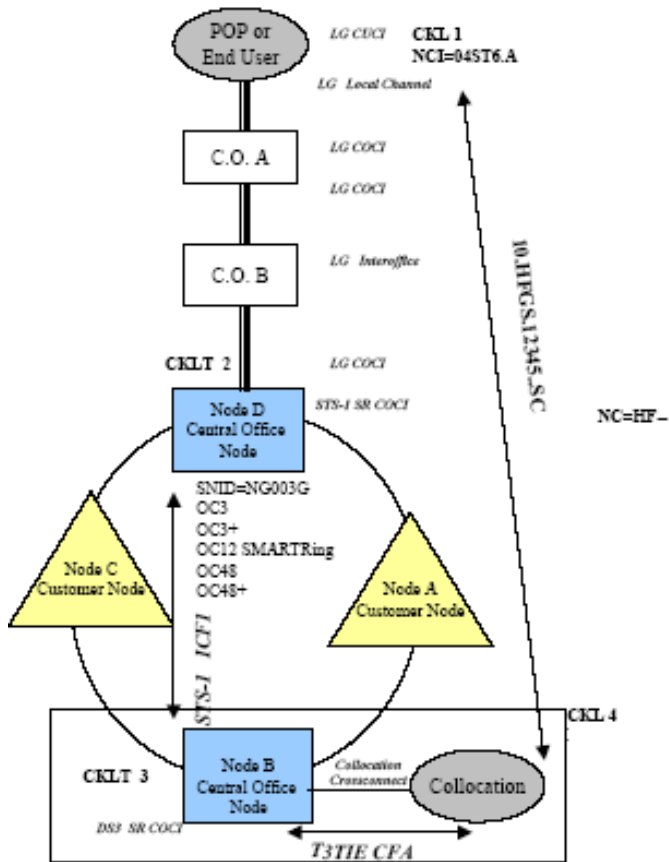 POP or
End User
LG CUCI
CKL 1
NCI=04ST6.A
LG Local Channel
C.O. A
LG COCI
LG COCI
C.O. B
LG Interoffice
10.HFGS.12345..SC
CKLT 2
LG COCI
Node D
Central Office
Node
STS-1 SR COCI
NC=HF--
SNID=NG003G
OC3
OC3+
OC12 SMARTRing
OC48
OC48+
Node C
Customer Node
Node A
Customer Node
STS-1 ICF1
CKL 4
CKLT 3
Node B
Central Office
Node
Collocation
Crossconnect
Collocation
DS3 SR COCI
T3TIE CFA